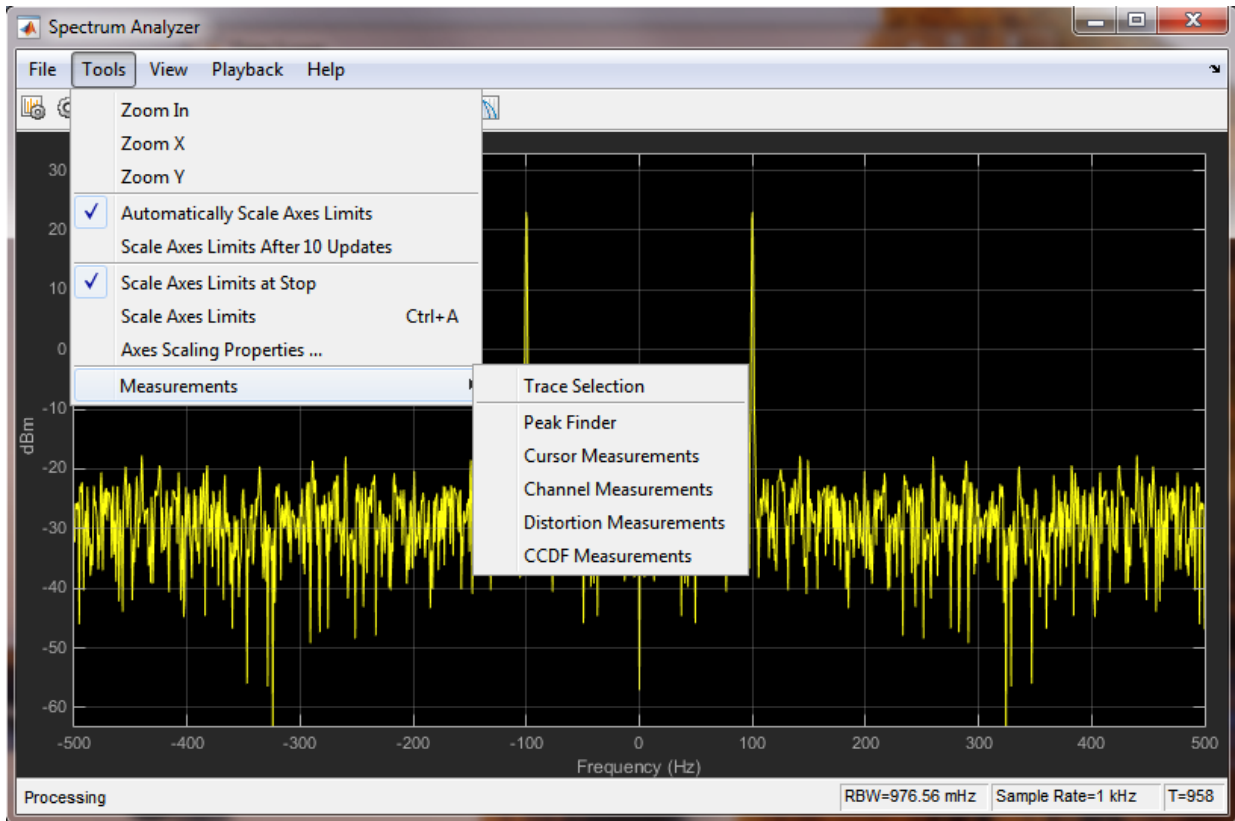 Spectrum Analyzer
File Tools View Playback Help
Zoom In
Zoom X
Zoom Y
Automatically Scale Axes Limits
Scale Axes Limits After 10 Updates
Scale Axes Limits at Stop
Scale Axes Limits Ctrl+A
Axes Scaling Properties ...
Measurements
Trace Selection
Peak Finder
Cursor Measurements
Channel Measurements
Distortion Measurements
CCDF Measurements
30
20
10
0
-10
-20
-30
-40
-50
-60
dBm
-500 -400 -300 -200 -100 0 100 200 300 400 500
Frequency (Hz)
Processing RBW=976.56 mHz Sample Rate=1 kHz T=958